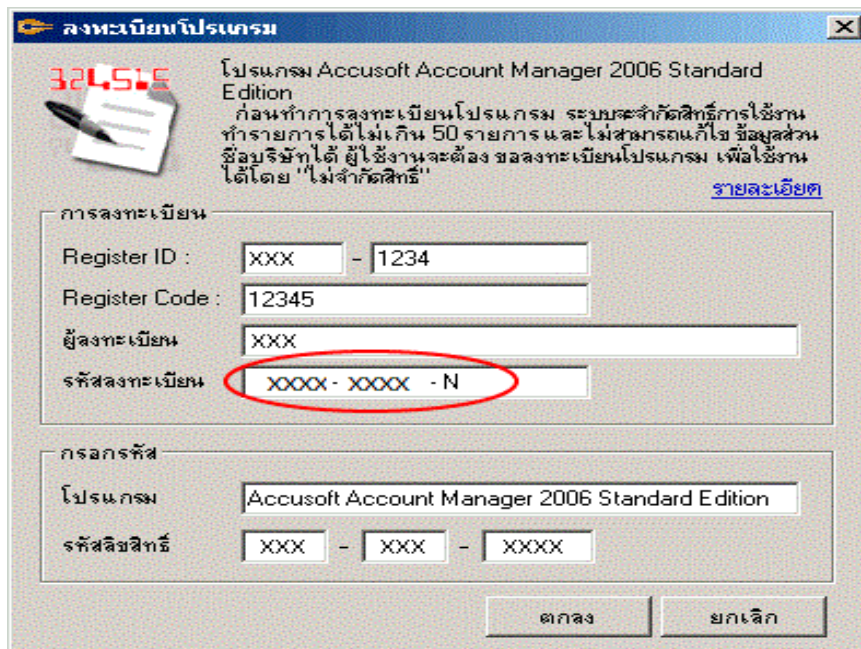 ลงทะเบียนโปรแกรม
โปรแกรม Accusoft Account Manager 2006 Standard
Edition
ก่อนทำการลงทะเบียนโปรแกรม ระบบจะจำกัดสิทธิ์การใช้งาน
ทำรายการได้ไม่เกิน 50 รายการ และไม่สามารถแก้ไข ข้อมูลส่วน
ชื่อบริษัทได้ ผู้ใช้งานจะต้อง ขอลงทะเบียนโปรแกรม เพื่อใช้งาน
ได้โดย "ไม่จำกัดสิทธิ์"
รายละเอียด
การลงทะเบียน
Register ID : XXX - 1234
Register Code : 12345
ผู้ลงทะเบียน XXX
รหัสลงทะเบียน XXXX - XXXX - N
กรอกรหัส
โปรแกรม Accusoft Account Manager 2006 Standard Edition
รหัสลิขสิทธิ์ XXX - XXX - XXXX
ตกลง ยกเลิก